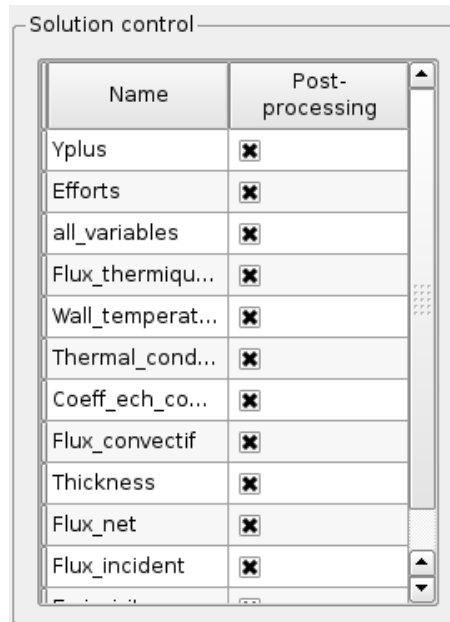 Solution control
Name
Post-
processing
Yplus
Efforts
all_variables
Flux_thermiqu...
Wall_temperat...
Thermal_cond...
Coeff_ech_co...
Flux_convectif
Thickness
Flux_net
Flux_incident